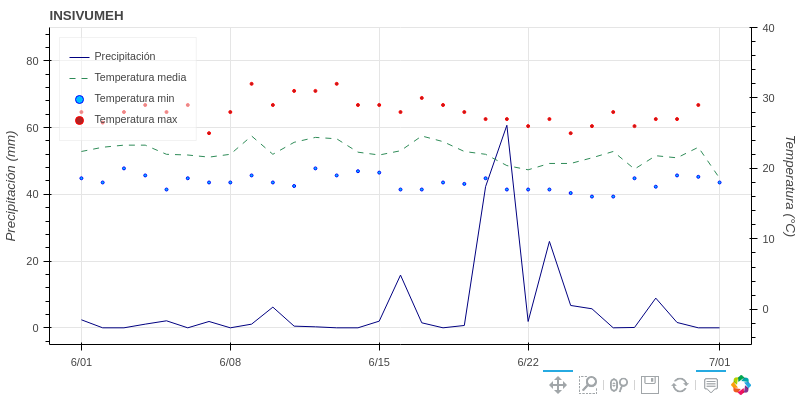 INSIVUMEH
Precipitación
Temperatura media
Temperatura min
Temperatura max
Precipitación (mm)
80
60
40
20
0
Temperatura (°C)
40
30
20
10
0
6/01
6/08
6/15
6/22
7/01